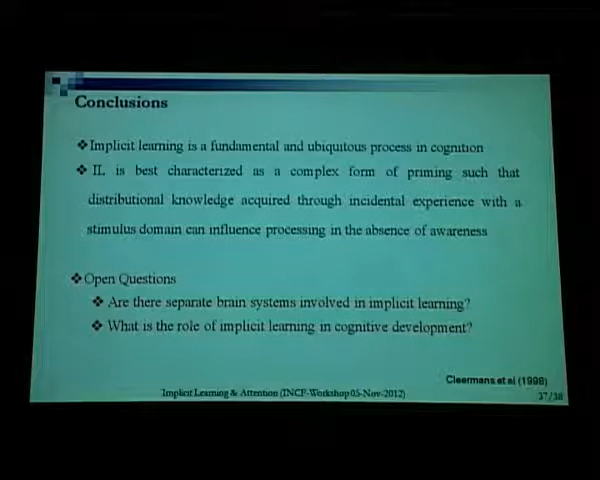 Conclusions
❖Implicit learning is a fundamental and ubiquitous process in cognition
❖ IL is best characterized as a complex form of priming such that
distributional knowledge acquired through incidental experience with a
stimulus domain can influence processing in the absence of awareness
❖Open Questions
❖ Are there separate brain systems involved in implicit learning?
❖ What is the role of implicit learning in cognitive development?
Cleermans et al (1998)
Implicit Learning & Attention (INCF-Workshop 05-Nov-2012)
37/38